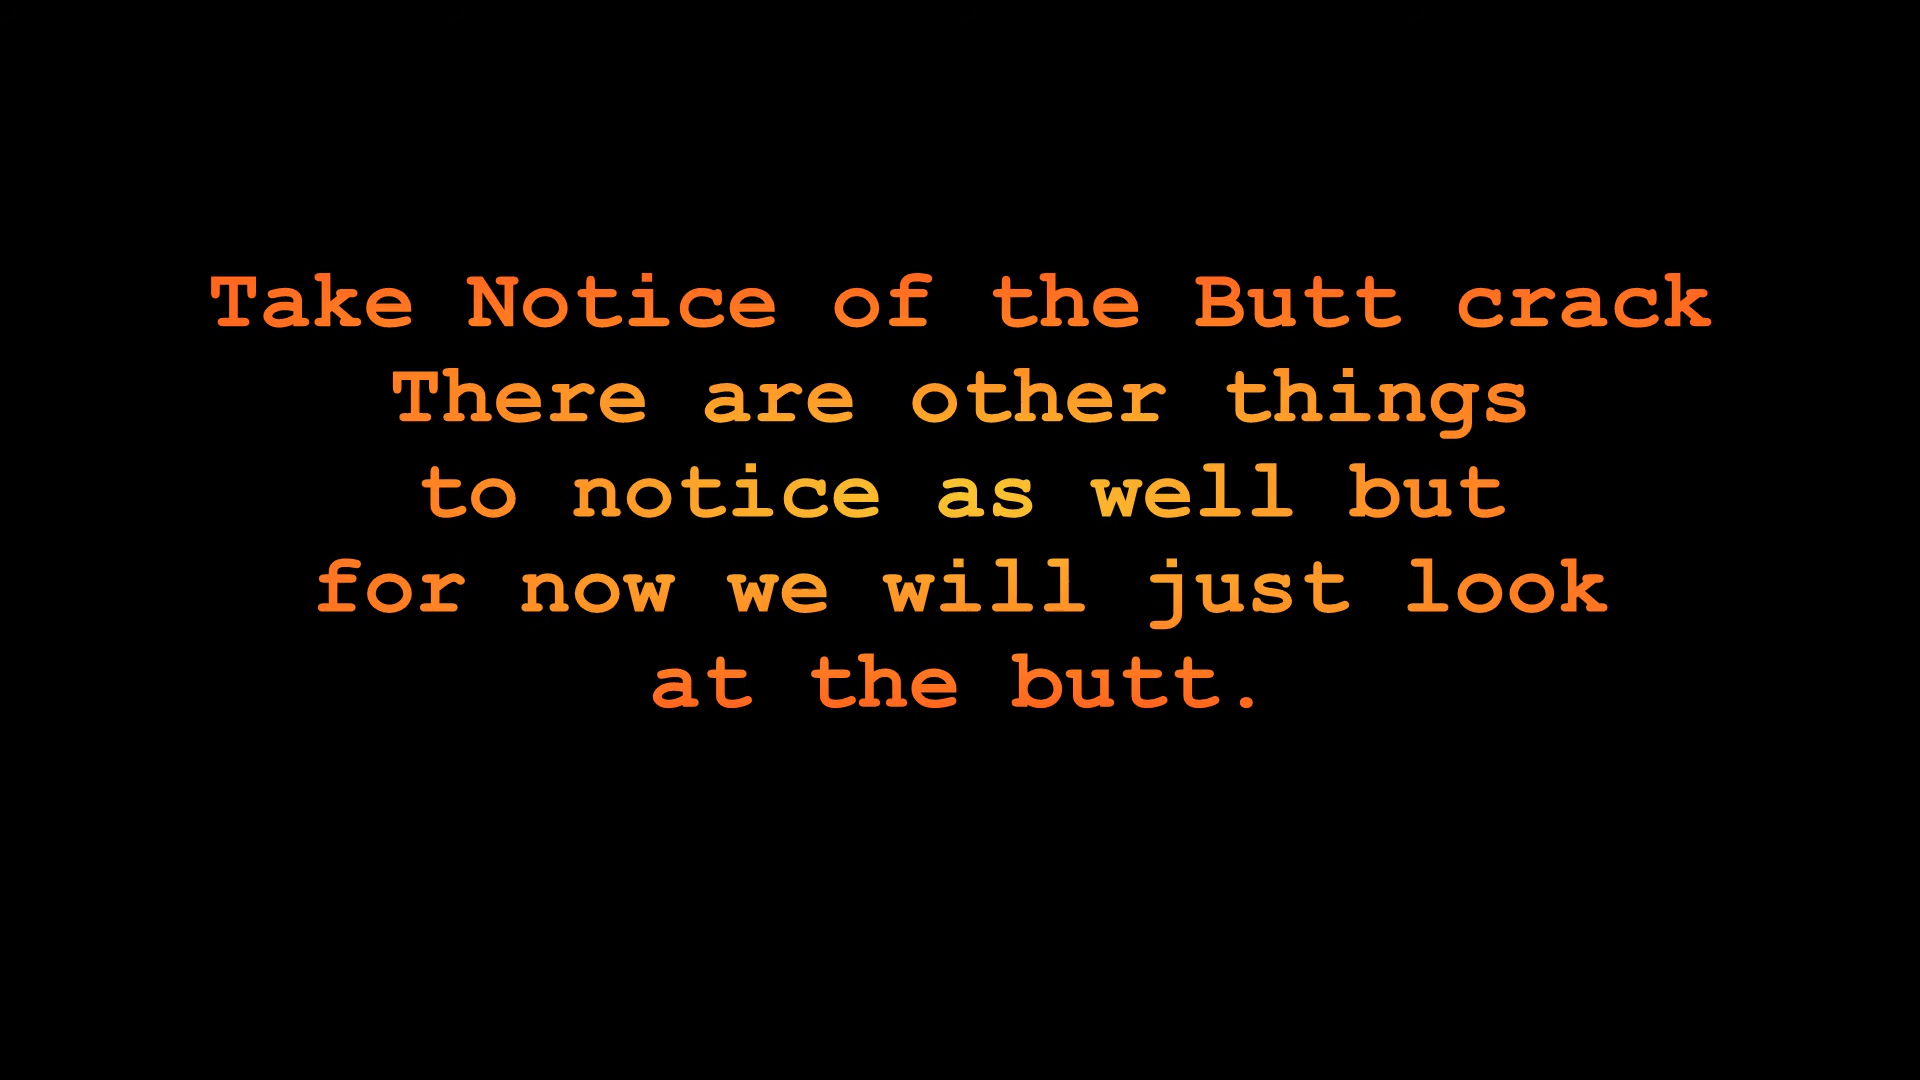 Take Notice of the Butt crack
There are other things
to notice as well but
for now we will just look
at the butt.